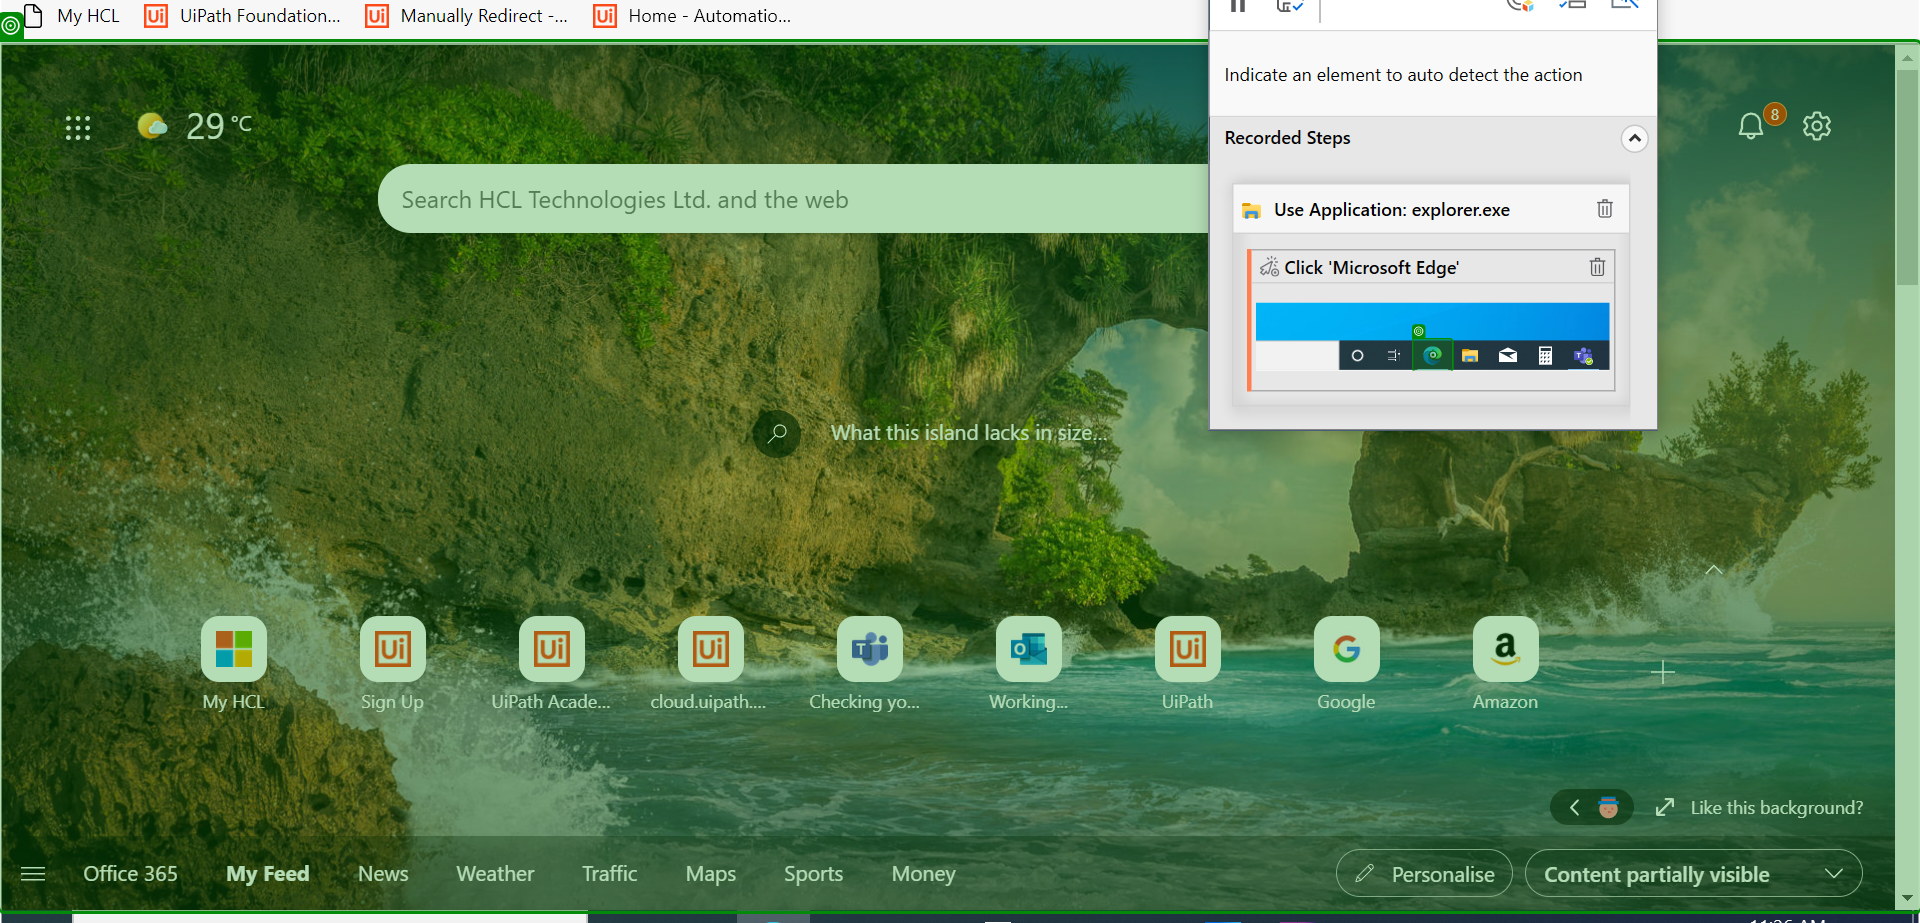 My HCL
UiPath Foundation...
Manually Redirect -...
Home - Automatio...
Indicate an element to auto detect the action
Recorded Steps
Use Application: explorer.exe
Click 'Microsoft Edge'
29 °C
8
Search HCL Technologies Ltd. and the web
What this island lacks in size...
My HCL
Sign Up
UiPath Acade...
cloud.uipath....
Checking yo...
Working...
UiPath
Google
Amazon
Like this background?
Office 365
My Feed
News
Weather
Traffic
Maps
Sports
Money
Personalise
Content partially visible